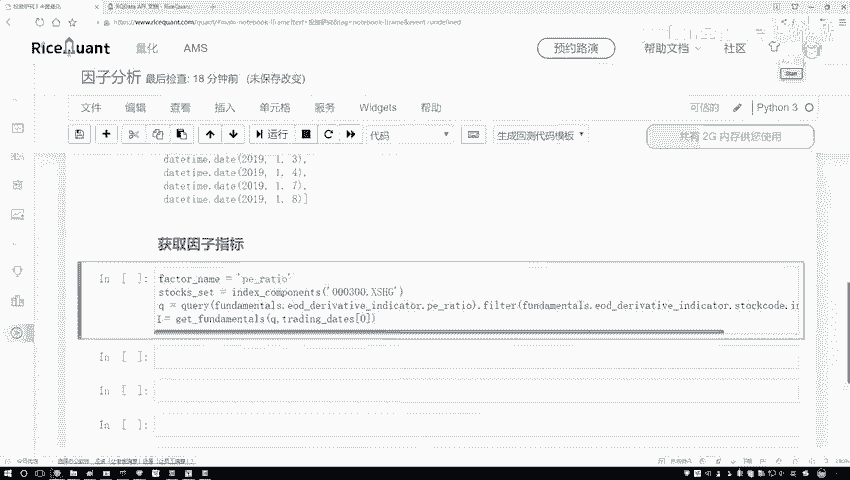 RiceQuant 量化 AMS 预约路演 帮助文档 社区
因子分析 最后检查: 18 分钟前 (未保存改变)
Start
文件 编辑 查看 插入 单元格 服务 Widgets 帮助 可信的 Python 3
运行 代码 生成回测代码模板 共有 2G 内存供您使用
datetime.date(2019, 1, 3),
datetime.date(2019, 1, 4),
datetime.date(2019, 1, 7),
datetime.date(2019, 1, 8)]
获取因子指标
In [ ]: factor_name = 'pe_ratio'
stocks_set = index_components('000300.XSHG')
q = query(fundamentals.eod_derivative_indicator.pe_ratio).filter(fundamentals.eod_derivative_indicator.stockcode.in
= get_fundamentals(q,trading_dates[0])
In [ ]:
In [ ]:
In [ ]: